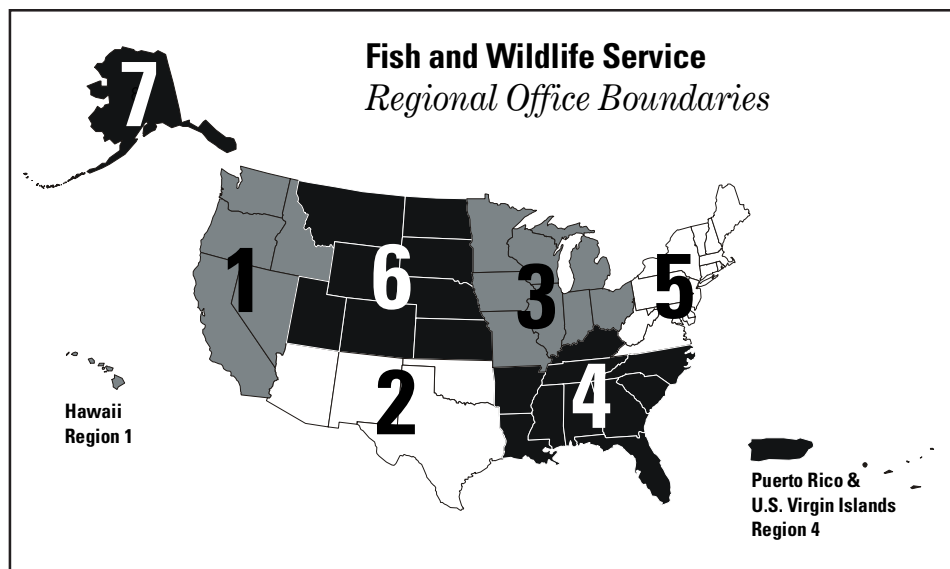 Fish and Wildlife Service
Regional Office Boundaries
7
1
6
3
5
2
4
Hawaii
Region 1
Puerto Rico &
U.S. Virgin Islands
Region 4